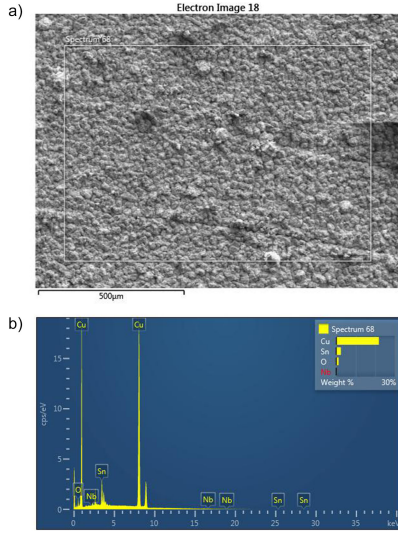 a)
Electron Image 18
Spectrum 68
500µm
b)
Cu Cu
Spectrum 68
Cu
Sn
O
Nb
Weight % 30%
15
10
5
0
cps/eV
Sn
O Nb Nb Nb Sn Sn
0 5 10 15 20 25 30 35 keV